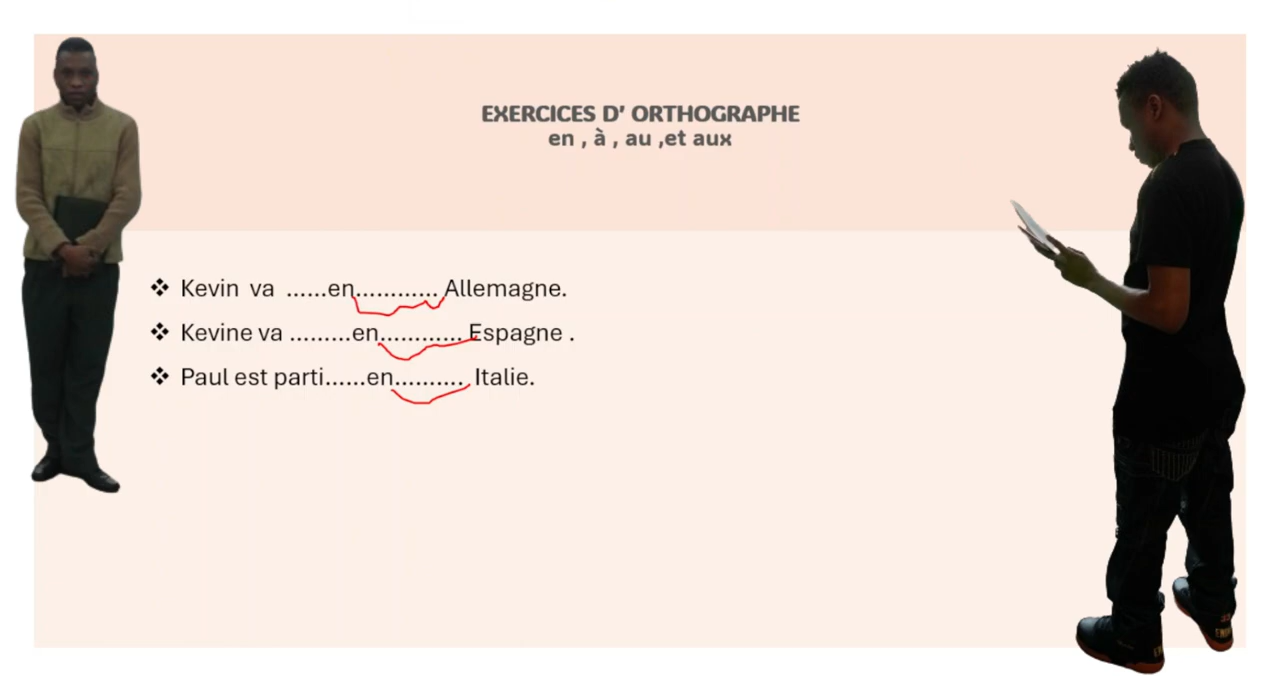 EXERCICES D' ORTHOGRAPHE
en , à , au ,et aux
❖ Kevin va ......en............ Allemagne.
❖ Kevine va .........en............ Espagne .
❖ Paul est parti......en.......... Italie.